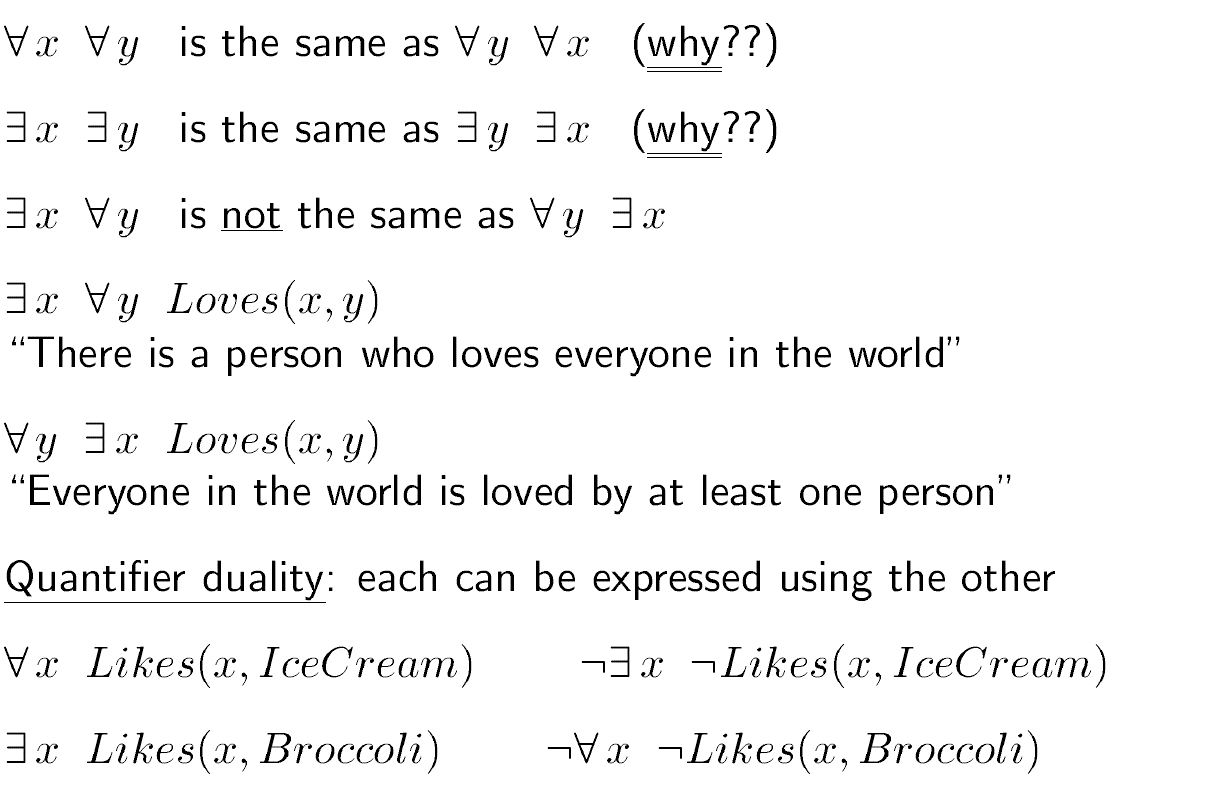 ∀ x ∀ y is the same as ∀ y ∀ x (why??)
∃ x ∃ y is the same as ∃ y ∃ x (why??)
∃ x ∀ y is not the same as ∀ y ∃ x
∃ x ∀ y Loves(x, y)
“There is a person who loves everyone in the world”
∀ y ∃ x Loves(x, y)
“Everyone in the world is loved by at least one person”
Quantifier duality: each can be expressed using the other
∀ x Likes(x, IceCream) ¬∃ x ¬Likes(x, IceCream)
∃ x Likes(x, Broccoli) ¬∀ x ¬Likes(x, Broccoli)